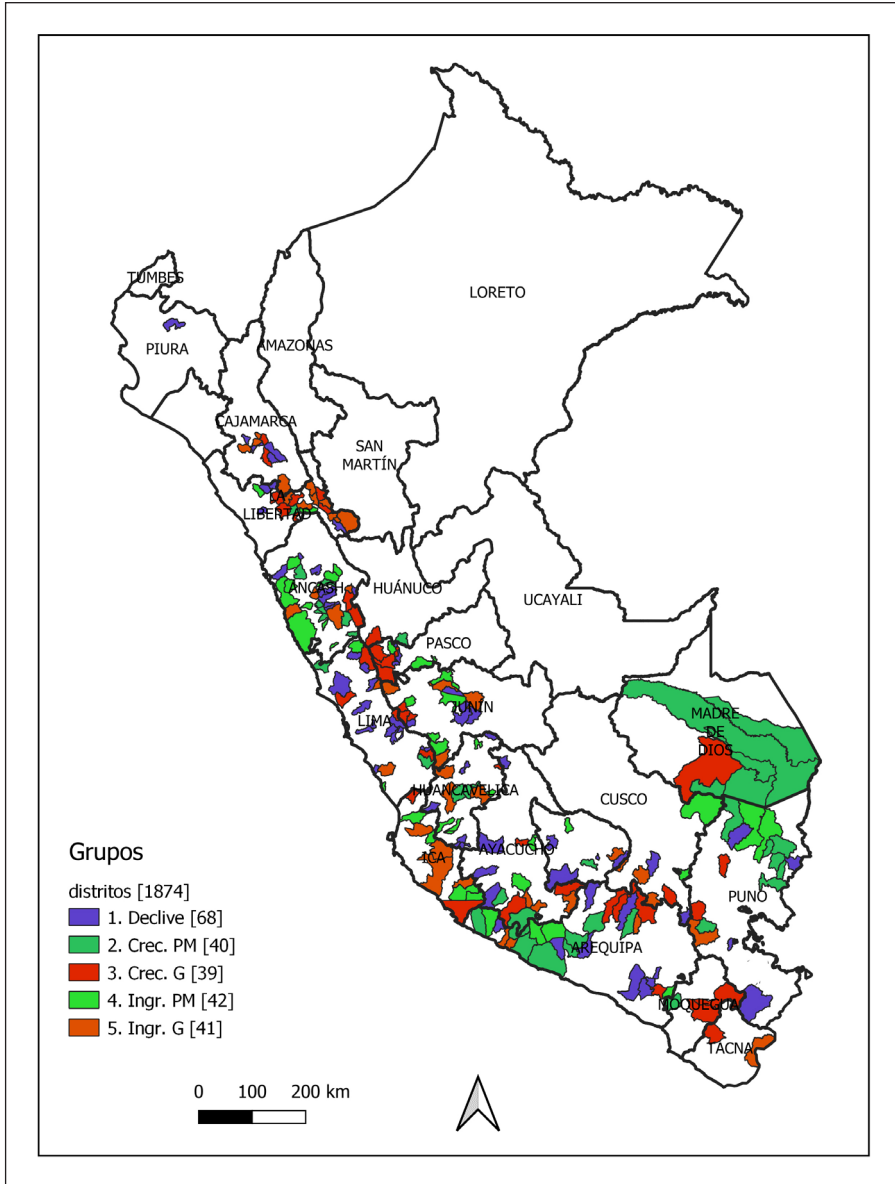 LORETO
TUMBES
PIURA
AMAZONAS
CAJAMARCA
SAN
MARTÍN
LA
LIBERTAD
ANCASH
HUÁNUCO
UCAYALI
PASCO
MADRE
DE
DIOS
LIMA
JUNÍN
HUANCAVELICA
CUSCO
AYACUCHO
ICA
PUNO
AREQUIPA
MOQUEGUA
TACNA
Grupos
distritos [1874]
1. Declive [68]
2. Crec. PM [40]
3. Crec. G [39]
4. Ingr. PM [42]
5. Ingr. G [41]
0 100 200 km